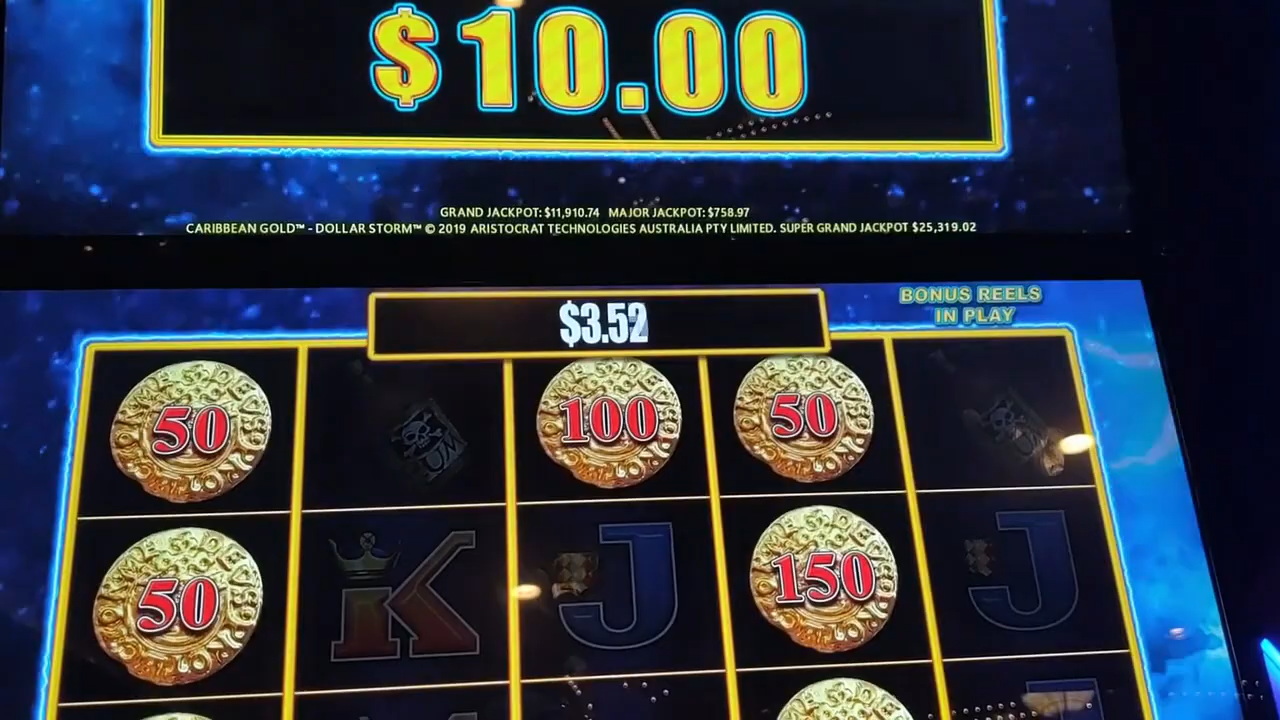 $10.00
GRAND JACKPOT: $11,910.74 MAJOR JACKPOT: $758.97
CARIBBEAN GOLD™ - DOLLAR STORM™ © 2019 ARISTOCRAT TECHNOLOGIES AUSTRALIA PTY LIMITED. SUPER GRAND JACKPOT $25,319.02
$3.52
BONUS REELS
IN PLAY
50
100
50
50
K
J
150
J